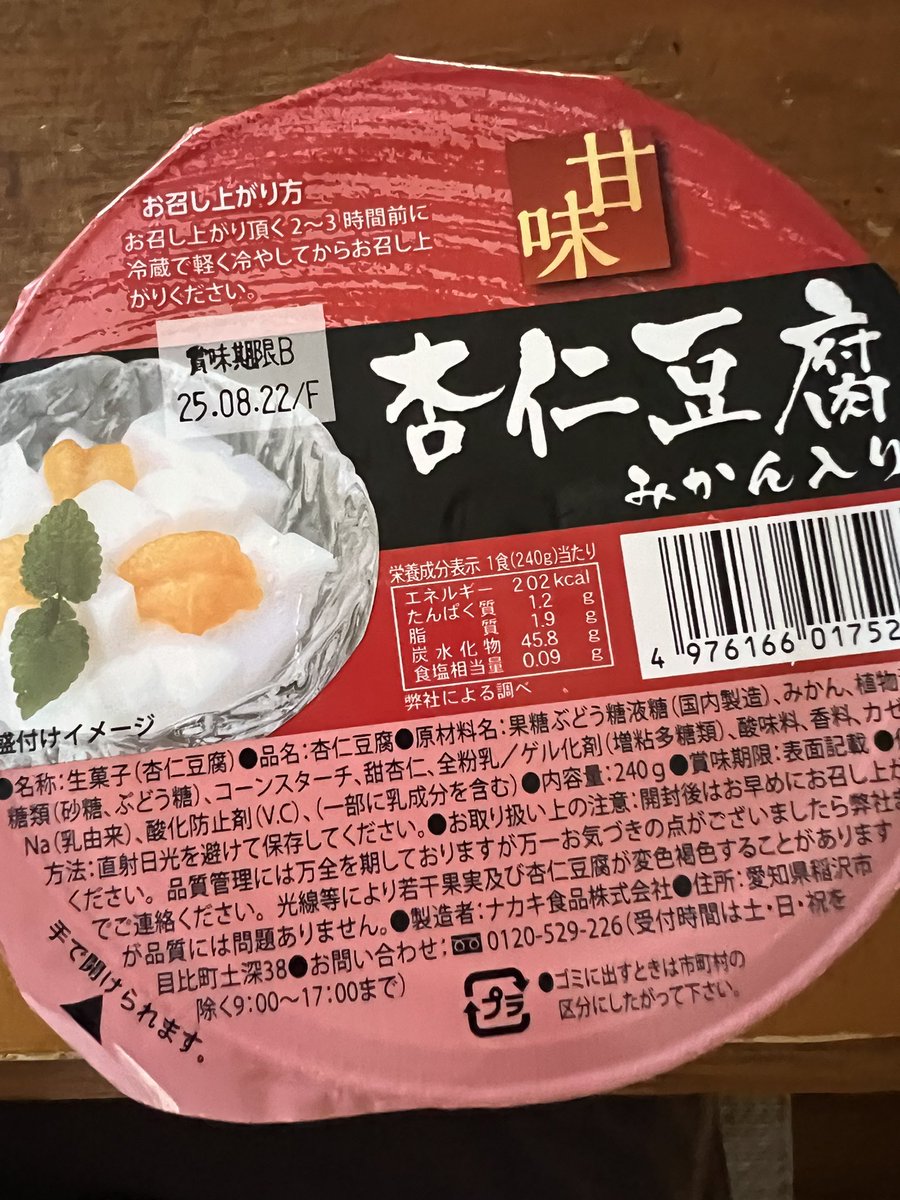 甘味
お召し上がり方
お召し上がり頂く2〜3時間前に
冷蔵で軽く冷やしてからお召し上
がりください。
賞味期限B
25.08.22/F
杏仁豆腐
みかん入り
栄養成分表示 1食(240g)当たり
エネルギー 202kcal
たんぱく質 1.2 g
脂質 1.9 g
炭水化物 45.8 g
食塩相当量 0.09 g
弊社による調べ
4 976166 01752
盛付けイメージ
●名称:生菓子(杏仁豆腐)●品名:杏仁豆腐●原材料名:果糖ぶどう糖液糖(国内製造)、みかん、植物
糖類(砂糖、ぶどう糖)、コーンスターチ、甜杏仁、全粉乳/ゲル化剤(増粘多糖類)、酸味料、香料、カゼ
Na(乳由来)、酸化防止剤(V.C)、(一部に乳成分を含む)●内容量:240g●賞味期限:表面記載●
方法:直射日光を避けて保存してください。●お取り扱い上の注意:開封後はお早めにお召し上が
ください。品質管理には万全を期しておりますが万一お気づきの点がございましたら弊社ま
でご連絡ください。光線等により若干果実及び杏仁豆腐が変色褐色することがあります
が品質には問題ありません。●製造者:ナカキ食品株式会社●住所:愛知県稲沢市
目比町土深38●お問い合わせ:0120-529-226(受付時間は土・日・祝を
除く9:00〜17:00まで)
手で開けられます。
プラ
●ゴミに出すときは市町村の
区分にしたがって下さい。